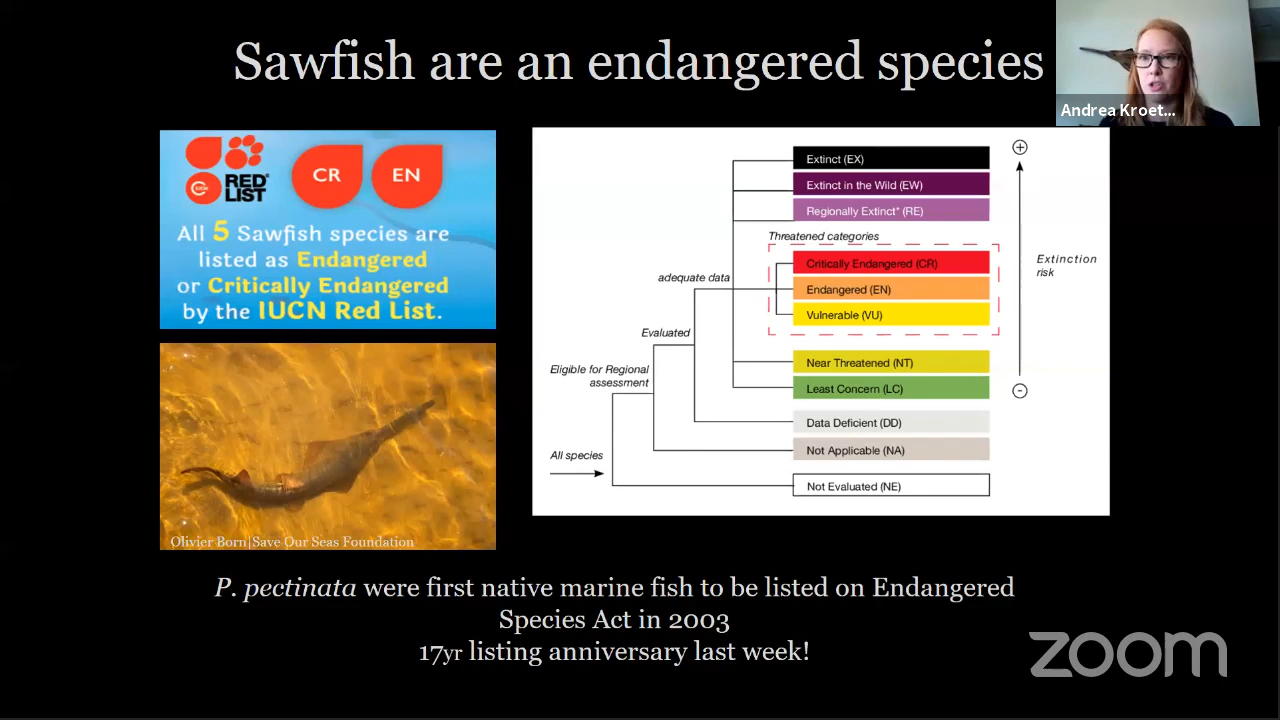 Sawfish are an endangered species
Andrea Kroet...
RED
LIST
CR
EN
All 5 Sawfish species are
listed as Endangered
or Critically Endangered
by the IUCN Red List.
Olivier Born|Save Our Seas Foundation
Extinct (EX)
Extinct in the Wild (EW)
Regionally Extinct* (RE)
Threatened categories
Critically Endangered (CR)
Endangered (EN)
Vulnerable (VU)
adequate data
Evaluated
Near Threatened (NT)
Eligible for Regional
assessment
Least Concern (LC)
Data Deficient (DD)
All species
Not Applicable (NA)
Not Evaluated (NE)
+
Extinction
risk
-
P. pectinata were first native marine fish to be listed on Endangered
Species Act in 2003
17yr listing anniversary last week!
zoom